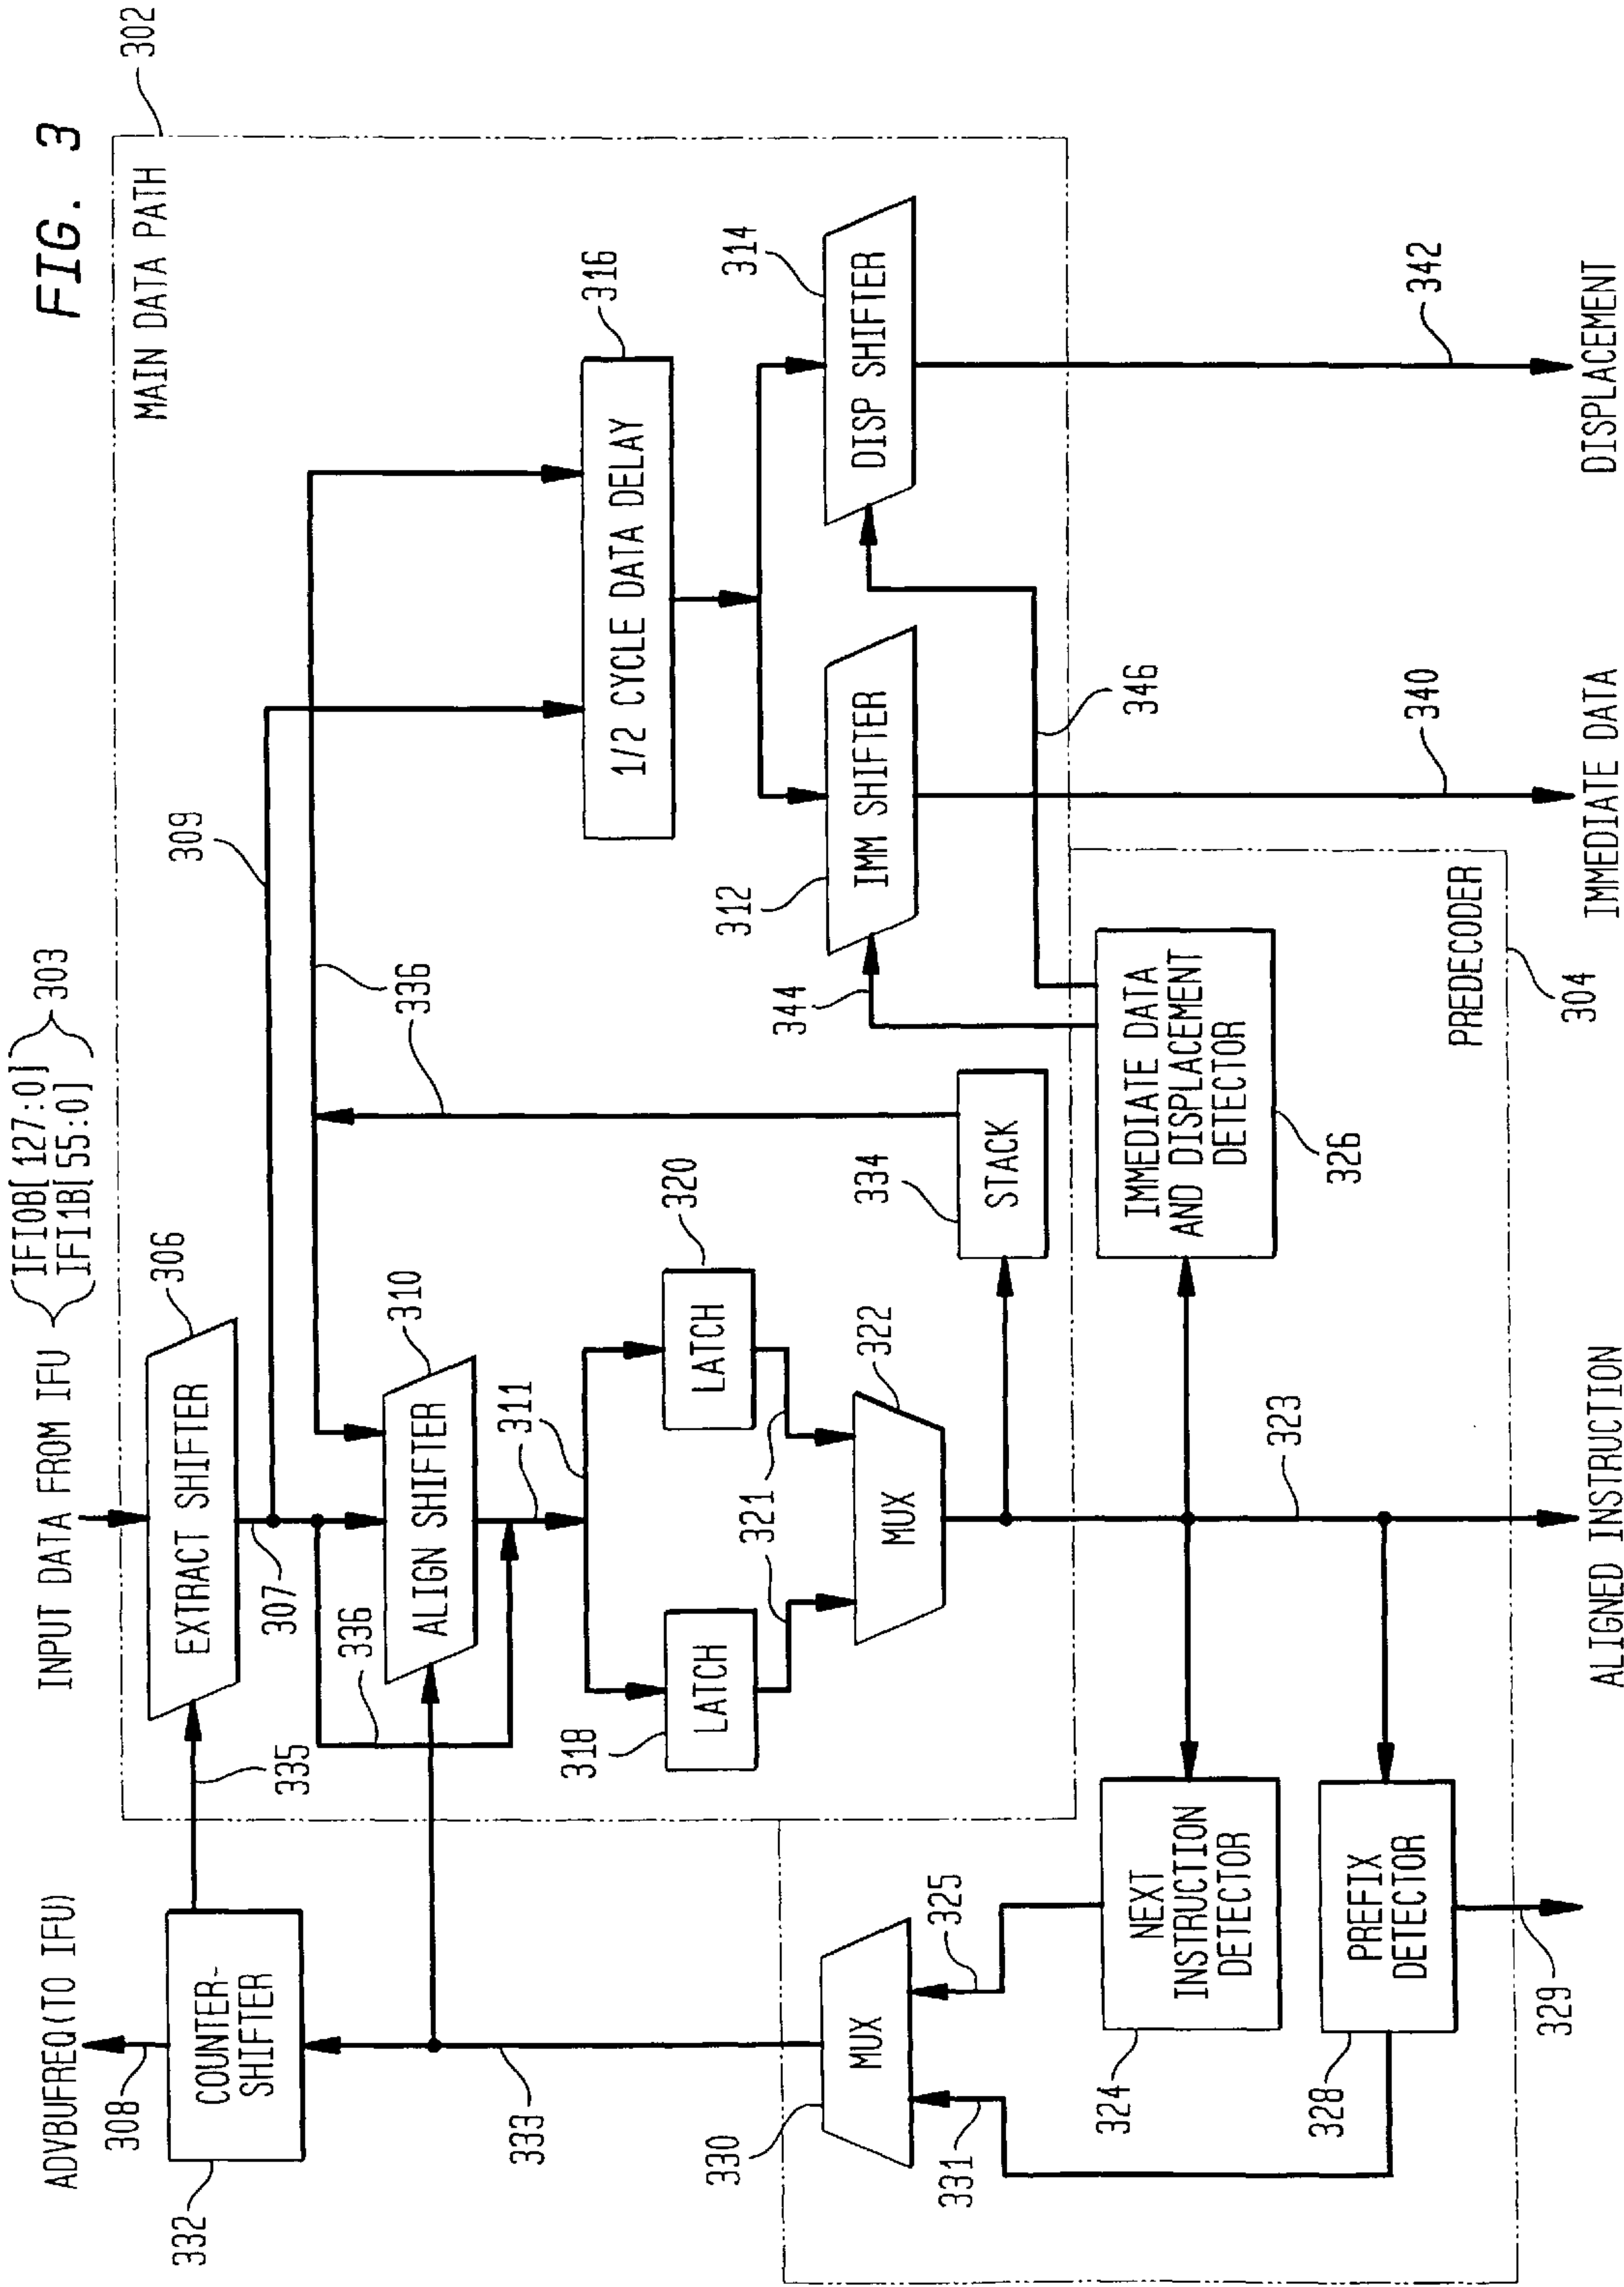 FIG. 3
INPUT DATA FROM IFU
IFI0B[127:0]
IFI1B[55:0]
303
302
MAIN DATA PATH
ADVBUFREQ(TO IFU)
308
332
COUNTER-
SHIFTER
335
306
EXTRACT SHIFTER
307
309
336
336
310
ALIGN SHIFTER
311
336
333
318
LATCH
320
LATCH
321
321
322
MUX
334
STACK
316
1/2 CYCLE DATA DELAY
312
IMM SHIFTER
314
DISP SHIFTER
344
346
330
MUX
331
325
324
NEXT
INSTRUCTION
DETECTOR
328
PREFIX
DETECTOR
329
323
326
IMMEDIATE DATA
AND DISPLACEMENT
DETECTOR
PREDECODER
304
340
342
ALIGNED INSTRUCTION
IMMEDIATE DATA
DISPLACEMENT